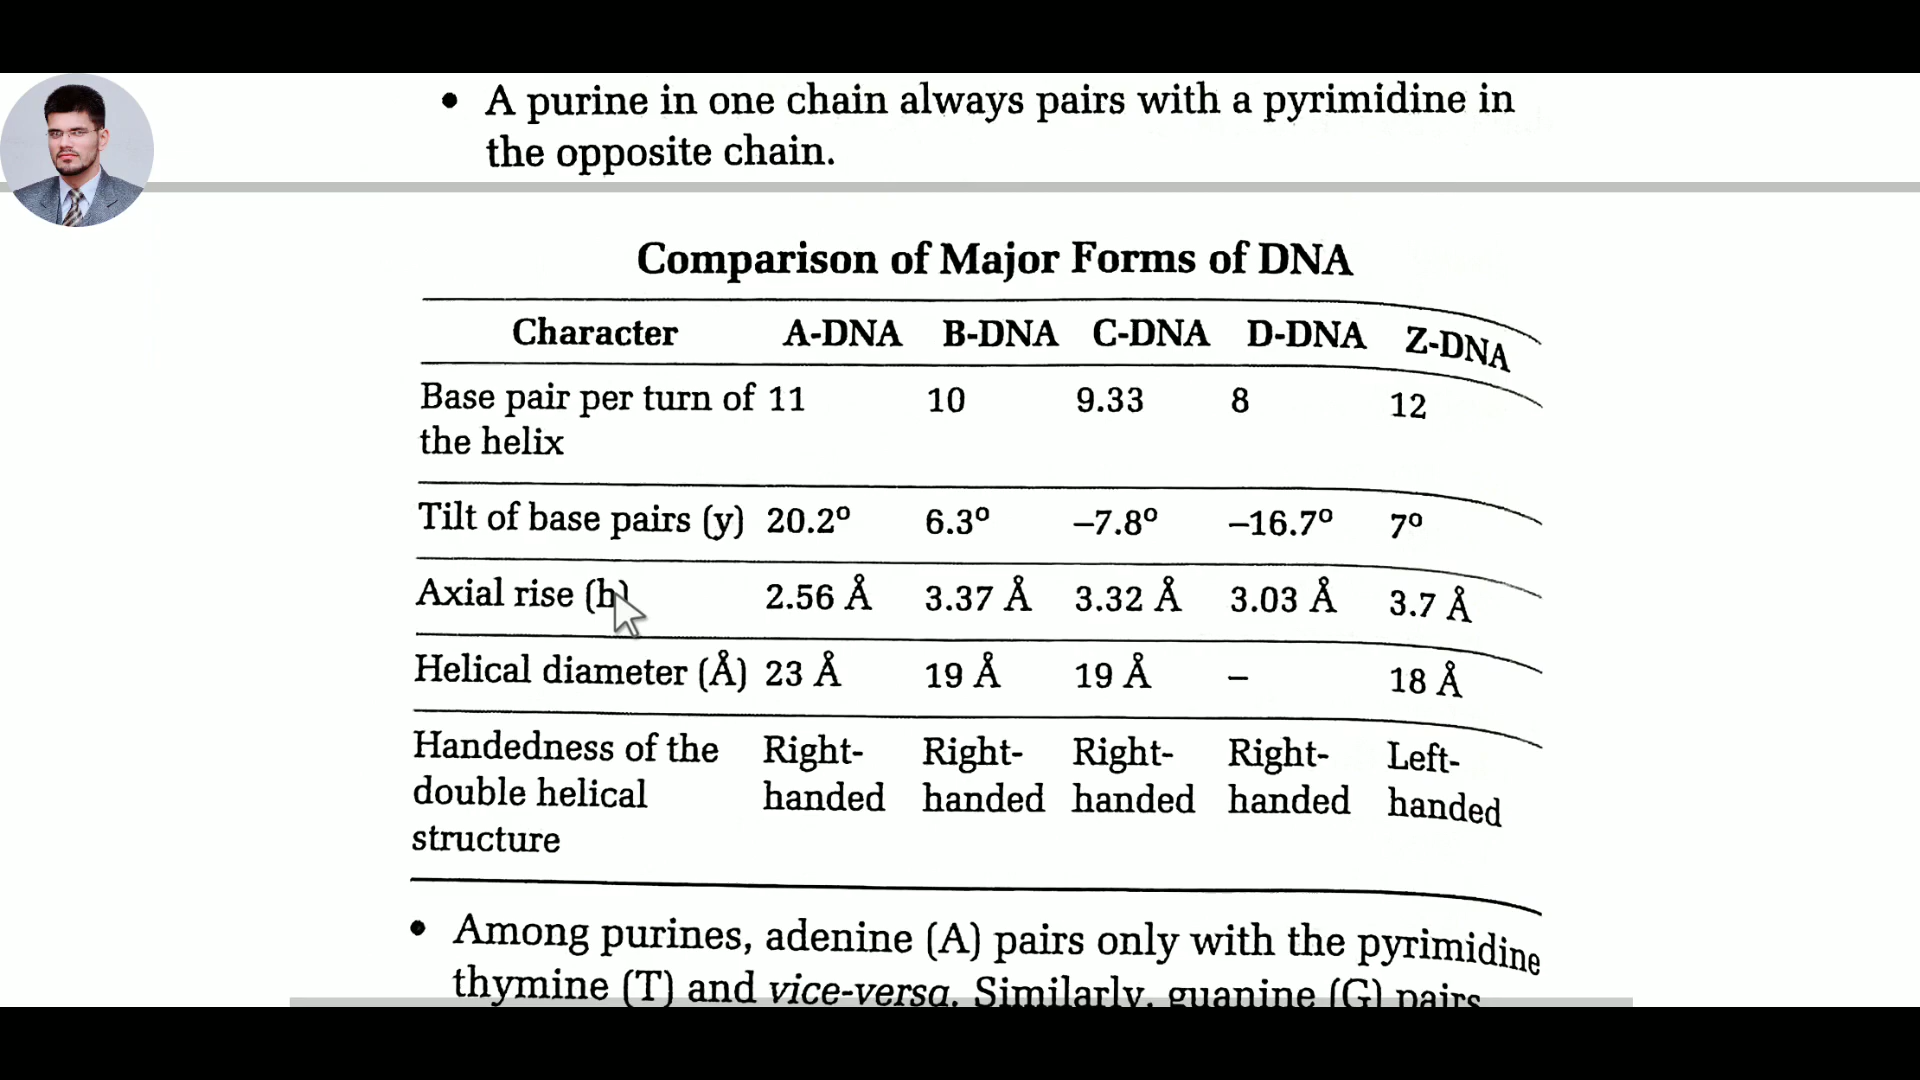 • A purine in one chain always pairs with a pyrimidine in
the opposite chain.
Comparison of Major Forms of DNA
Character A-DNA B-DNA C-DNA D-DNA Z-DNA
Base pair per turn of 11 10 9.33 8 12
the helix
Tilt of base pairs (y) 20.2° 6.3° –7.8° –16.7° 7°
Axial rise (h) 2.56 Å 3.37 Å 3.32 Å 3.03 Å 3.7 Å
Helical diameter (Å) 23 Å 19 Å 19 Å – 18 Å
Handedness of the Right- Right- Right- Right- Left-
double helical handed handed handed handed handed
structure
• Among purines, adenine (A) pairs only with the pyrimidine
thymine (T) and vice-versa. Similarly, guanine (G) pairs